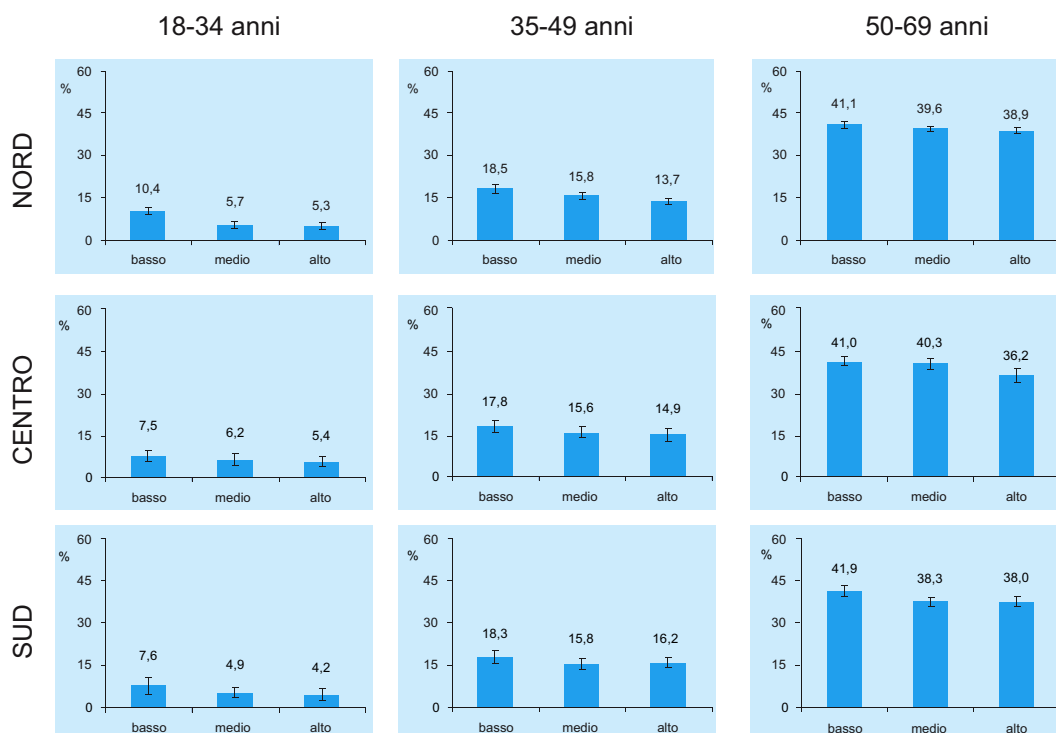 18-34 anni 35-49 anni 50-69 anni
NORD
60
%
45
30
15
0
10,4 5,7 5,3
basso medio alto
60
%
45
30
15
0
18,5 15,8 13,7
basso medio alto
60
%
45
30
15
0
41,1 39,6 38,9
basso medio alto
CENTRO
60
%
45
30
15
0
7,5 6,2 5,4
basso medio alto
60
%
45
30
15
0
17,8 15,6 14,9
basso medio alto
60
%
45
30
15
0
41,0 40,3 36,2
basso medio alto
SUD
60
%
45
30
15
0
7,6 4,9 4,2
basso medio alto
60
%
45
30
15
0
18,3 15,8 16,2
basso medio alto
60
%
45
30
15
0
41,9 38,3 38,0
basso medio alto